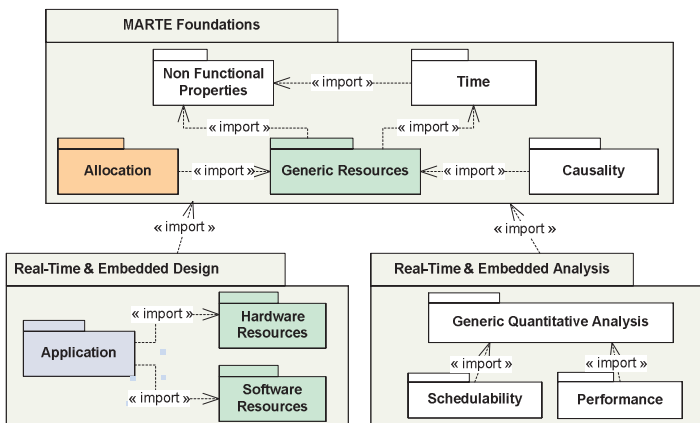 MARTE Foundations
Non Functional
Properties
« import »
Time
« import »
« import »
Allocation
« import »
Generic Resources
« import »
Causality
« import »
« import »
Real-Time & Embedded Design
Real-Time & Embedded Analysis
Application
« import »
Hardware
Resources
« import »
Software
Resources
Generic Quantitative Analysis
« import »
« import »
Schedulability
Performance